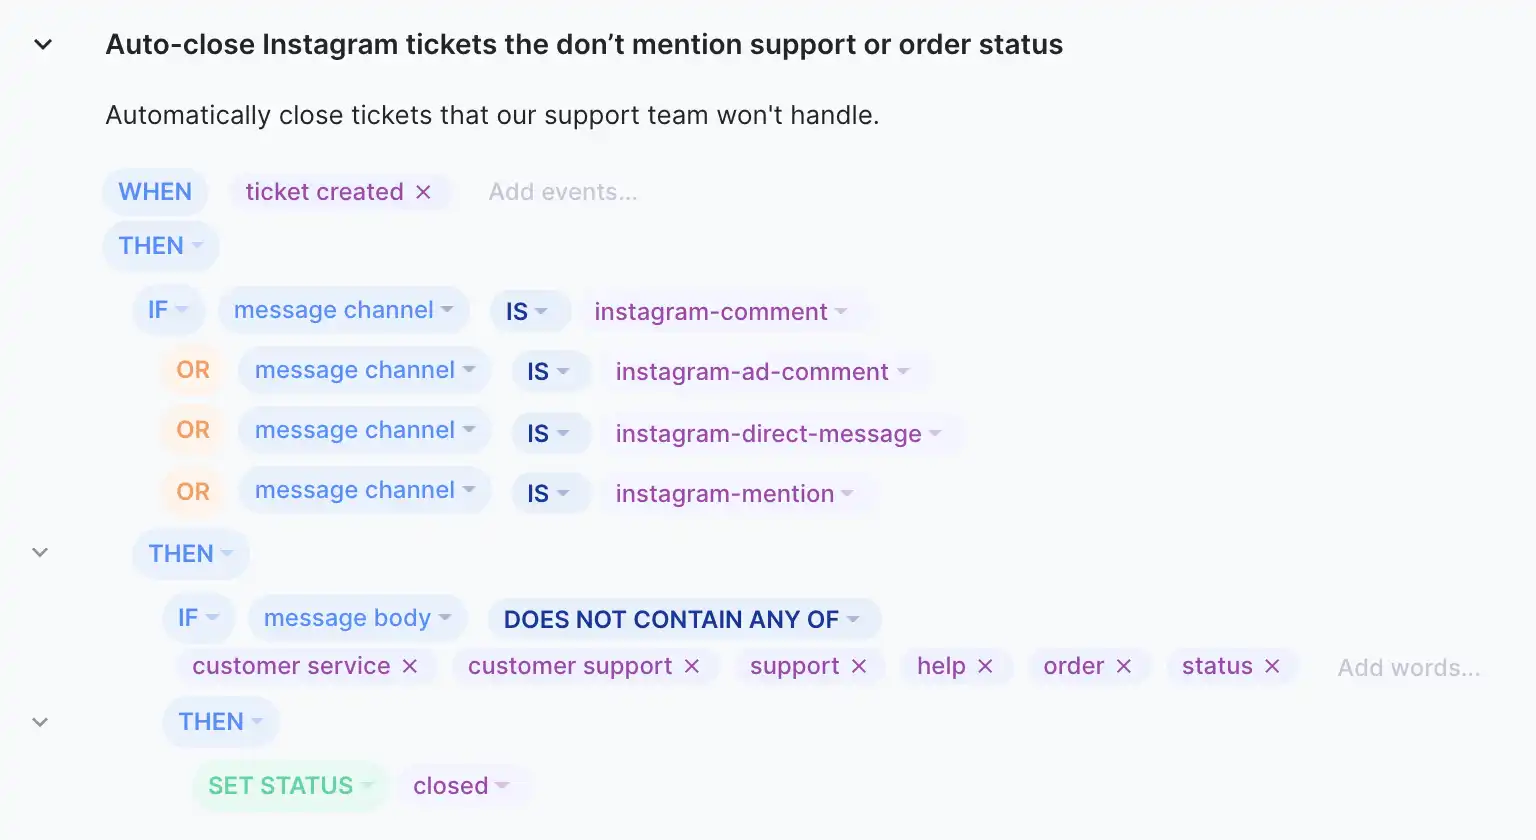 Auto-close Instagram tickets the don’t mention support or order status
Automatically close tickets that our support team won't handle.
WHEN ticket created × Add events...
THEN
IF message channel IS instagram-comment
OR message channel IS instagram-ad-comment
OR message channel IS instagram-direct-message
OR message channel IS instagram-mention
THEN
IF message body DOES NOT CONTAIN ANY OF
customer service × customer support × support × help × order × status × Add words...
THEN
SET STATUS closed